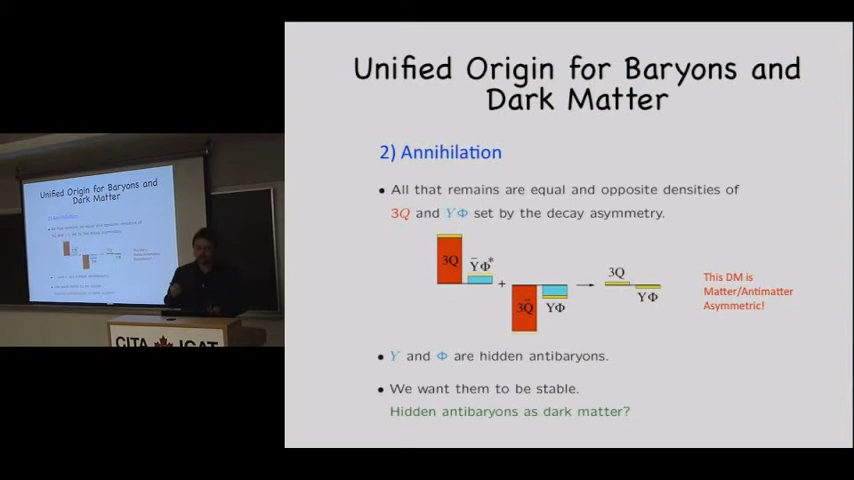 Unified Origin for Baryons and
Dark Matter
2) Annihilation
• All that remains are equal and opposite densities of
3Q and YΦ set by the decay asymmetry.
3Q
ȲΦ*
+
3Q̄
YΦ
→
3Q
YΦ
This DM is
Matter/Antimatter
Asymmetric!
• Y and Φ are hidden antibaryons.
• We want them to be stable.
Hidden antibaryons as dark matter?
Unified Origin for Baryons and
Dark Matter
CITA ICAT